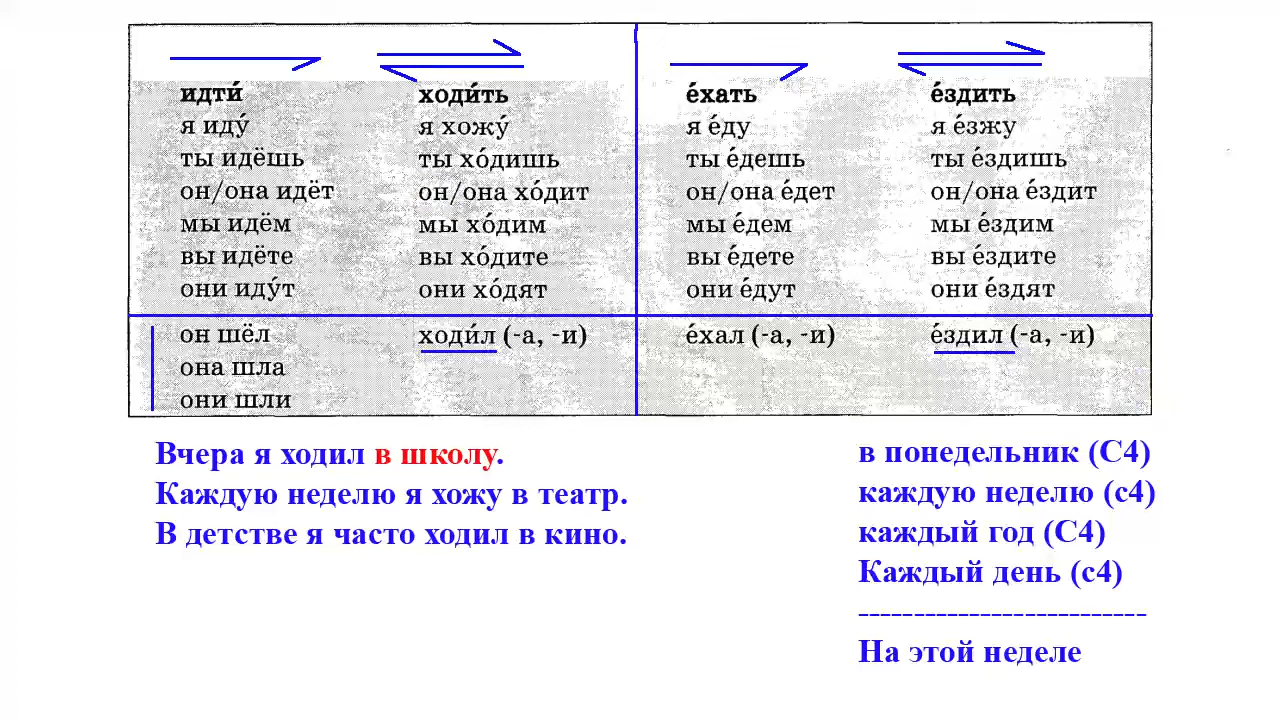 идти́ ходи́ть е́хать е́здить
я иду́ я хожу́ я е́ду я е́зжу
ты идёшь ты хо́дишь ты е́дешь ты е́здишь
он/она идёт он/она хо́дит он/она е́дет он/она е́здит
мы идём мы хо́дим мы е́дем мы е́здим
вы идёте вы хо́дите вы е́дете вы е́здите
они иду́т они хо́дят они е́дут они е́здят
он шёл ходи́л (-а, -и) е́хал (-а, -и) е́здил (-а, -и)
она шла
они шли
Вчера я ходил в школу.
Каждую неделю я хожу в театр.
В детстве я часто ходил в кино.
в понедельник (С4)
каждую неделю (с4)
каждый год (С4)
Каждый день (с4)
--------------------------
На этой неделе